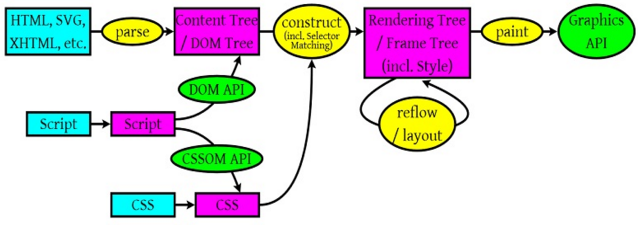 HTML, SVG,
XHTML, etc.
parse
Content Tree
/ DOM Tree
construct
(incl. Selector
Matching)
Rendering Tree
/ Frame Tree
(incl. Style)
paint
Graphics
API
DOM API
Script
Script
reflow
/ layout
CSSOM API
CSS
CSS